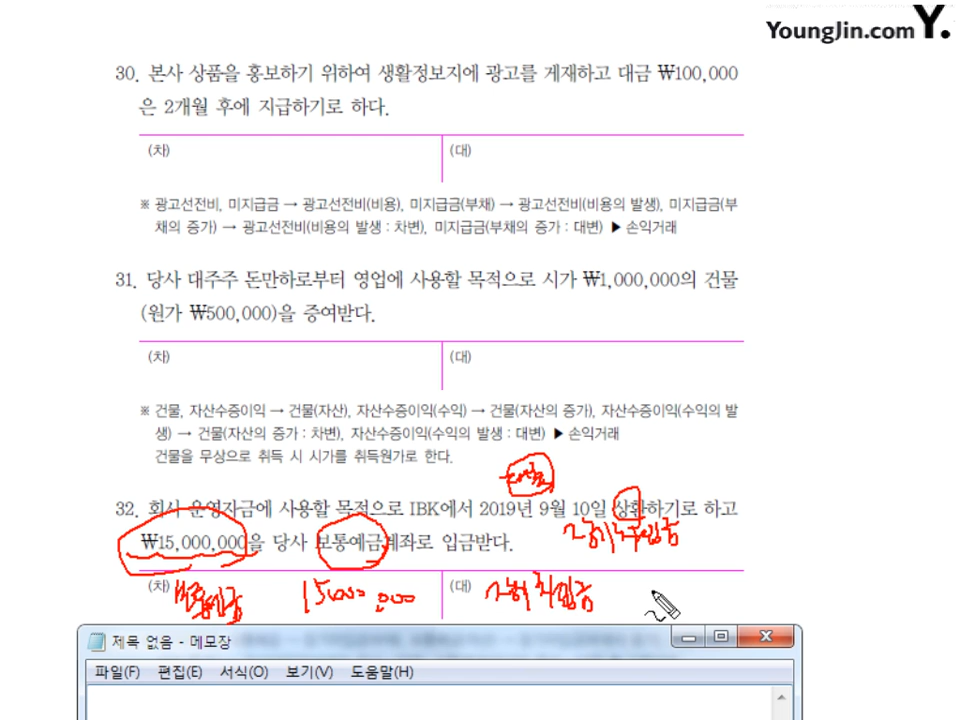 YoungJin.com Y.
30. 본사 상품을 홍보하기 위하여 생활정보지에 광고를 게재하고 대금 ₩100,000
은 2개월 후에 지급하기로 하다.
(차) (대)
※ 광고선전비, 미지급금 → 광고선전비(비용), 미지급금(부채) → 광고선전비(비용의 발생), 미지급금(부
채의 증가) → 광고선전비(비용의 발생 : 차변), 미지급금(부채의 증가 : 대변) ▶ 손익거래
31. 당사 대주주 돈만하로부터 영업에 사용할 목적으로 시가 ₩1,000,000의 건물
(원가 ₩500,000)을 증여받다.
(차) (대)
※ 건물, 자산수증이익 → 건물(자산), 자산수증이익(수익) → 건물(자산의 증가), 자산수증이익(수익의 발
생) → 건물(자산의 증가 : 차변), 자산수증이익(수익의 발생 : 대변) ▶ 손익거래
건물을 무상으로 취득 시 시가를 취득원가로 한다.
32. 회사 운영자금에 사용할 목적으로 IBK에서 2019년 9월 10일 상환하기로 하고
₩15,000,000을 당사 보통예금계좌로 입금받다.
단기차입금
(차) 보통예금 15000,000 (대) 단기차입금
제목 없음 - 메모장
파일(F) 편집(E) 서식(O) 보기(V) 도움말(H)